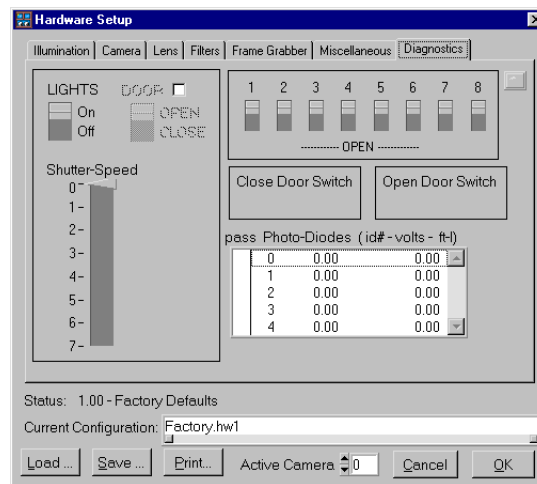 Hardware Setup
Illumination Camera Lens Filters Frame Grabber Miscellaneous Diagnostics
LIGHTS
On
Off
DOOR
OPEN
CLOSE
Shutter-Speed
0
1
2
3
4
5
6
7
1 2 3 4 5 6 7 8
---------- OPEN ----------
Close Door Switch
Open Door Switch
pass Photo-Diodes (id# - volts - ft-l)
0 0.00 0.00
1 0.00 0.00
2 0.00 0.00
3 0.00 0.00
4 0.00 0.00
Status: 1.00 - Factory Defaults
Current Configuration: Factory.hw1
Load ... Save ... Print... Active Camera 0 Cancel OK